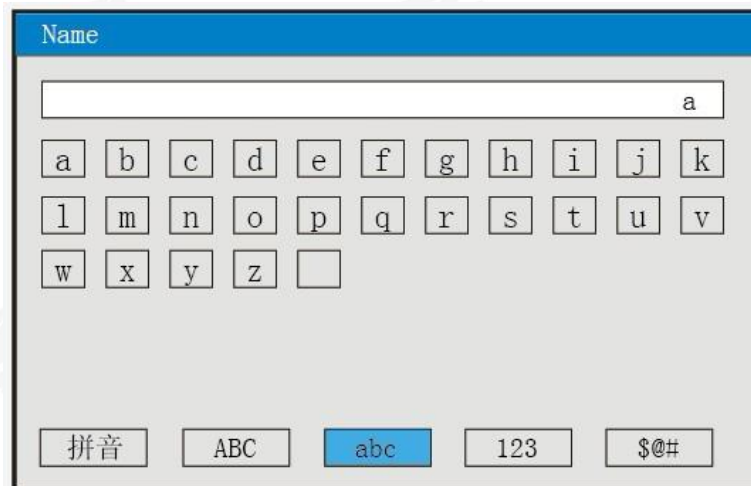 Name
a
a b c d e f g h i j k
l m n o p q r s t u v
w x y z
拼音 ABC abc 123 $@#